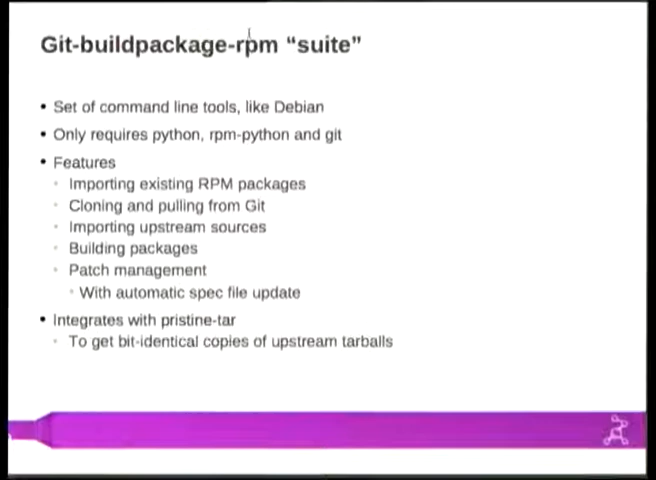 Git-buildpackage-rpm “suite”
• Set of command line tools, like Debian
• Only requires python, rpm-python and git
• Features
• Importing existing RPM packages
• Cloning and pulling from Git
• Importing upstream sources
• Building packages
• Patch management
• With automatic spec file update
• Integrates with pristine-tar
• To get bit-identical copies of upstream tarballs